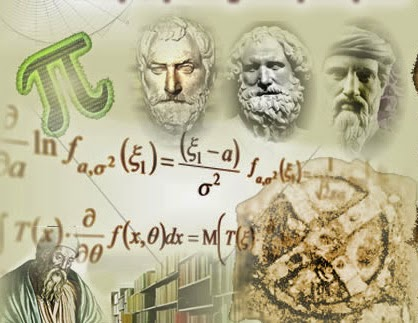 π
∂/∂a ln f_{a,σ²}(ξ₁) = (ξ₁ − a)/σ² f_{a,σ²}(ξ₁) =
∫ T(x) · ∂/∂θ f(x,θ)dx = M(T(ξ)